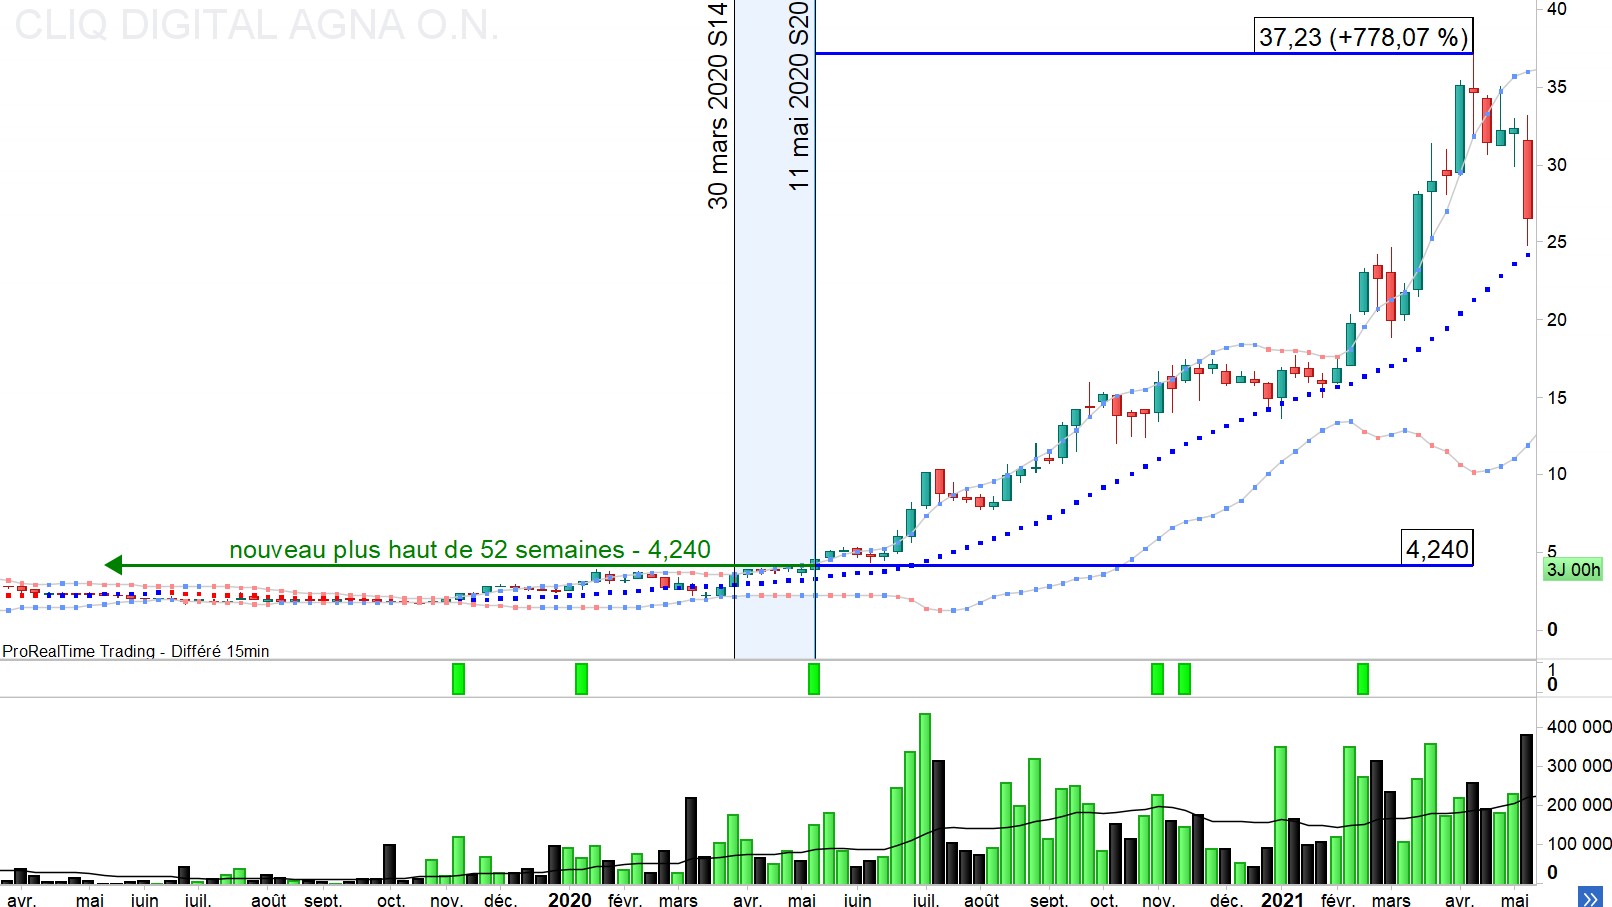 CLIQ DIGITAL AGNA O.N.
30 mars 2020 S14
11 mai 2020 S20
37,23 (+778,07 %)
nouveau plus haut de 52 semaines - 4,240
4,240
40
35
30
25
20
15
10
5
3J 00h
0
ProRealTime Trading - Différé 15min
1
0
400 000
300 000
200 000
100 000
0
avr. mai juin juil. août sept. oct. nov. déc. 2020 févr. mars avr. mai juin juil. août sept. oct. nov. déc. 2021 févr. mars avr. mai